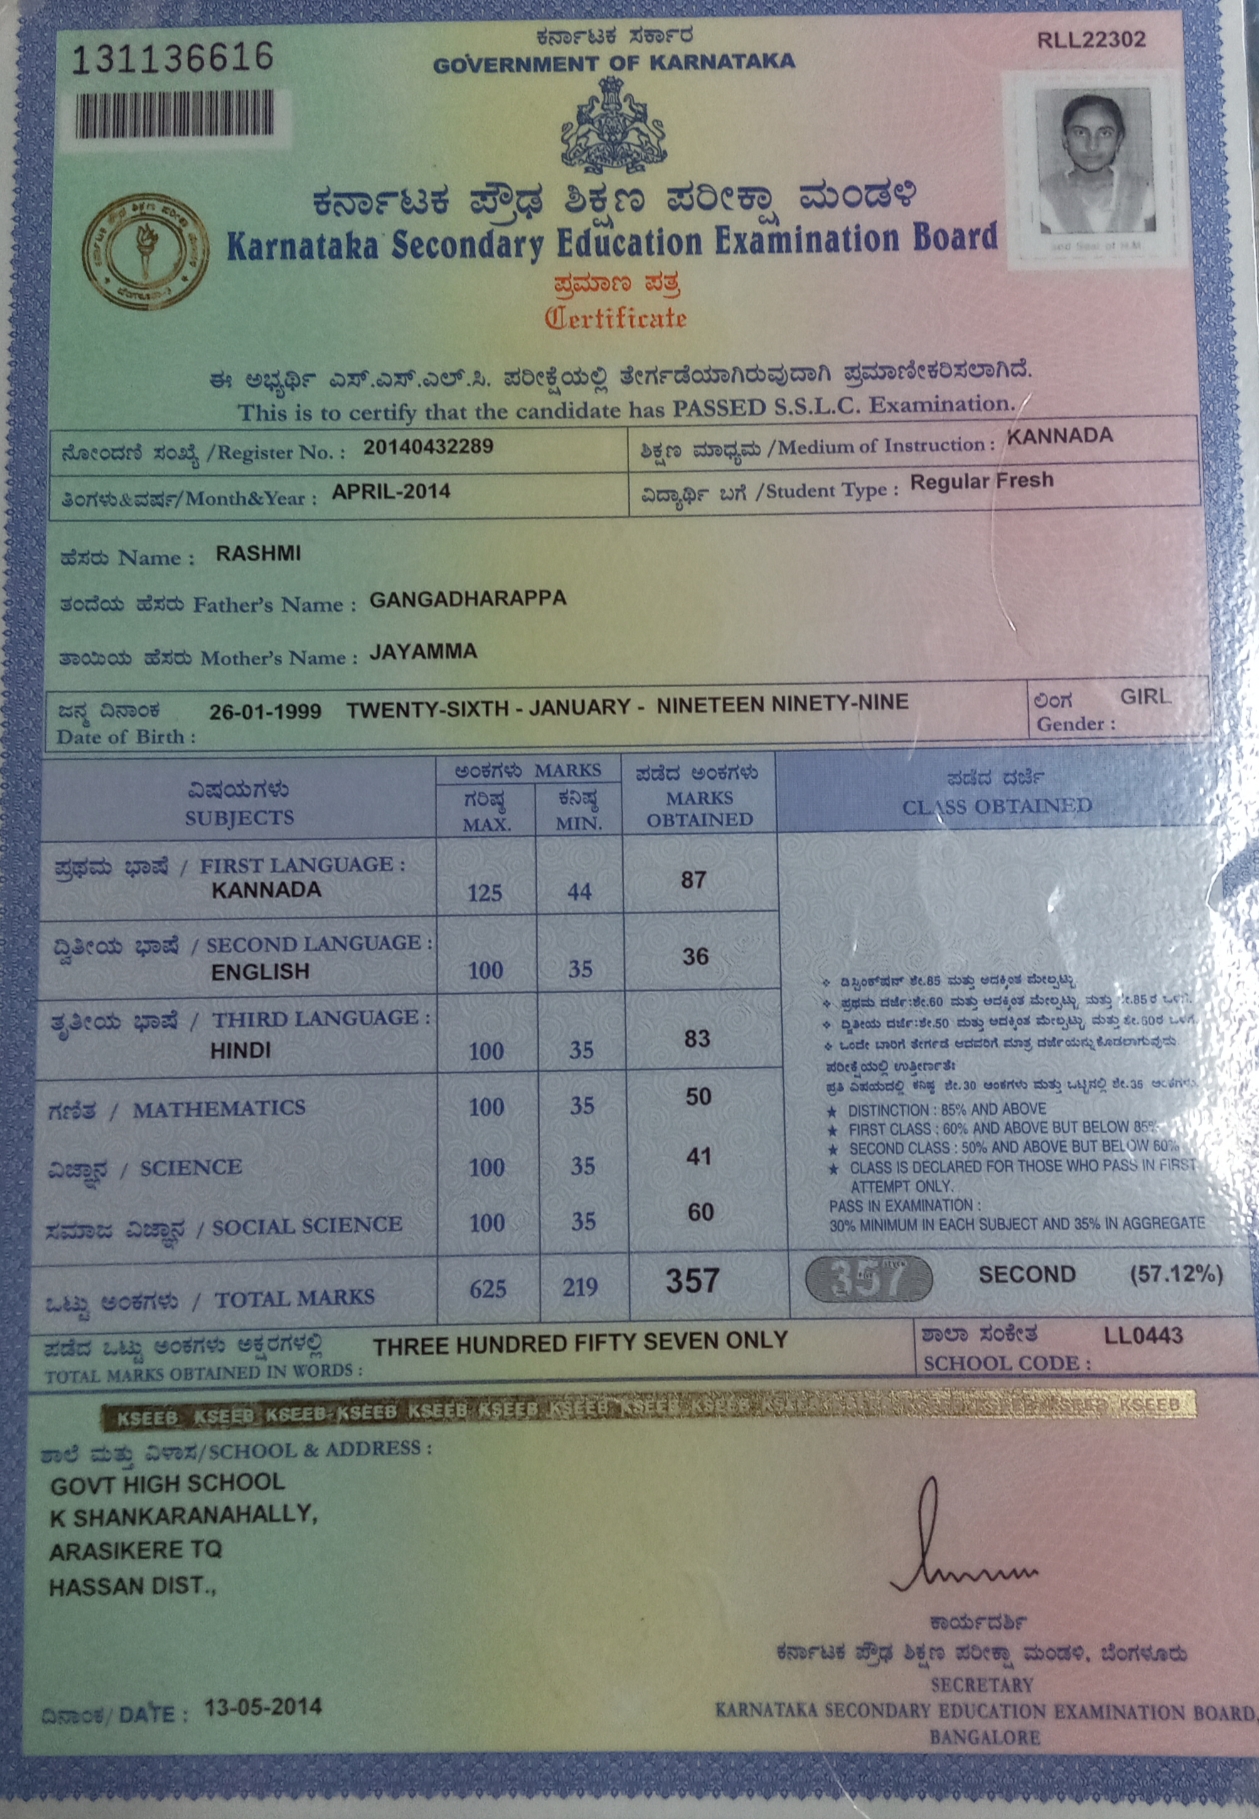 131136616
ಕರ್ನಾಟಕ ಸರ್ಕಾರ
GOVERNMENT OF KARNATAKA
RLL22302
ಕರ್ನಾಟಕ ಪ್ರೌಢ ಶಿಕ್ಷಣ ಪರೀಕ್ಷಾ ಮಂಡಳಿ
Karnataka Secondary Education Examination Board
ಪ್ರಮಾಣ ಪತ್ರ
Certificate
ಈ ಅಭ್ಯರ್ಥಿ ಎಸ್.ಎಸ್.ಎಲ್.ಸಿ. ಪರೀಕ್ಷೆಯಲ್ಲಿ ತೇರ್ಗಡೆಯಾಗಿರುವುದಾಗಿ ಪ್ರಮಾಣೀಕರಿಸಲಾಗಿದೆ.
This is to certify that the candidate has PASSED S.S.L.C. Examination.
ನೋಂದಣಿ ಸಂಖ್ಯೆ /Register No. : 20140432289 ಶಿಕ್ಷಣ ಮಾಧ್ಯಮ /Medium of Instruction : KANNADA
ತಿಂಗಳು&ವರ್ಷ/Month&Year : APRIL-2014 ವಿದ್ಯಾರ್ಥಿ ಬಗೆ /Student Type : Regular Fresh
ಹೆಸರು Name : RASHMI
ತಂದೆಯ ಹೆಸರು Father's Name : GANGADHARAPPA
ತಾಯಿಯ ಹೆಸರು Mother's Name : JAYAMMA
ಜನ್ಮ ದಿನಾಂಕ 26-01-1999 TWENTY-SIXTH - JANUARY - NINETEEN NINETY-NINE ಲಿಂಗ GIRL
Date of Birth : Gender :
ವಿಷಯಗಳು ಅಂಕಗಳು MARKS ಪಡೆದ ಅಂಕಗಳು ಪಡೆದ ದರ್ಜೆ
SUBJECTS ಗರಿಷ್ಠ ಕನಿಷ್ಠ MARKS CLASS OBTAINED
MAX. MIN. OBTAINED
ಪ್ರಥಮ ಭಾಷೆ / FIRST LANGUAGE :
KANNADA 125 44 87
ದ್ವಿತೀಯ ಭಾಷೆ / SECOND LANGUAGE :
ENGLISH 100 35 36
ತೃತೀಯ ಭಾಷೆ / THIRD LANGUAGE :
HINDI 100 35 83
ಗಣಿತ / MATHEMATICS 100 35 50
ವಿಜ್ಞಾನ / SCIENCE 100 35 41
ಸಮಾಜ ವಿಜ್ಞಾನ / SOCIAL SCIENCE 100 35 60
ಡಿಸ್ಟಿಂಕ್ಷನ್ ಶೇ.85 ಮತ್ತು ಅದಕ್ಕಿಂತ ಮೇಲ್ಪಟ್ಟು
ಪ್ರಥಮ ದರ್ಜೆ:ಶೇ.60 ಮತ್ತು ಅದಕ್ಕಿಂತ ಮೇಲ್ಪಟ್ಟು ಮತ್ತು ಶೇ.85ರ
ದ್ವಿತೀಯ ದರ್ಜೆ:ಶೇ.50 ಮತ್ತು ಅದಕ್ಕಿಂತ ಮೇಲ್ಪಟ್ಟು ಮತ್ತು ಶೇ.60ರ
ಒಂದೇ ಬಾರಿಗೆ ತೇರ್ಗಡೆ ಆದವರಿಗೆ ಮಾತ್ರ ದರ್ಜೆಯನ್ನು ಕೊಡಲಾಗುವುದು
ಪರೀಕ್ಷೆಯಲ್ಲಿ ಉತ್ತೀರ್ಣತೆ:
ಪ್ರತಿ ವಿಷಯದಲ್ಲಿ ಕನಿಷ್ಠ ಶೇ.30 ಅಂಕಗಳು ಮತ್ತು ಒಟ್ಟಿನಲ್ಲಿ ಶೇ.35 ಅಂಕಗಳು
★ DISTINCTION : 85% AND ABOVE
★ FIRST CLASS : 60% AND ABOVE BUT BELOW 85%
★ SECOND CLASS : 50% AND ABOVE BUT BELOW 60%
★ CLASS IS DECLARED FOR THOSE WHO PASS IN FIRST
ATTEMPT ONLY.
PASS IN EXAMINATION :
30% MINIMUM IN EACH SUBJECT AND 35% IN AGGREGATE
ಒಟ್ಟು ಅಂಕಗಳು / TOTAL MARKS 625 219 357 357 SECOND (57.12%)
ಪಡೆದ ಒಟ್ಟು ಅಂಕಗಳು ಅಕ್ಷರಗಳಲ್ಲಿ THREE HUNDRED FIFTY SEVEN ONLY ಶಾಲಾ ಸಂಕೇತ LL0443
TOTAL MARKS OBTAINED IN WORDS : SCHOOL CODE :
KSEEB KSEEB KSEEB KSEEB KSEEB KSEEB KSEEB KSEEB KSEEB KSEEB
ಶಾಲೆ ಮತ್ತು ವಿಳಾಸ/SCHOOL & ADDRESS :
GOVT HIGH SCHOOL
K SHANKARANAHALLY,
ARASIKERE TQ
HASSAN DIST.,
ಕಾರ್ಯದರ್ಶಿ
ಕರ್ನಾಟಕ ಪ್ರೌಢ ಶಿಕ್ಷಣ ಪರೀಕ್ಷಾ ಮಂಡಳಿ, ಬೆಂಗಳೂರು
SECRETARY
ದಿನಾಂಕ/ DATE : 13-05-2014 KARNATAKA SECONDARY EDUCATION EXAMINATION BOARD,
BANGALORE